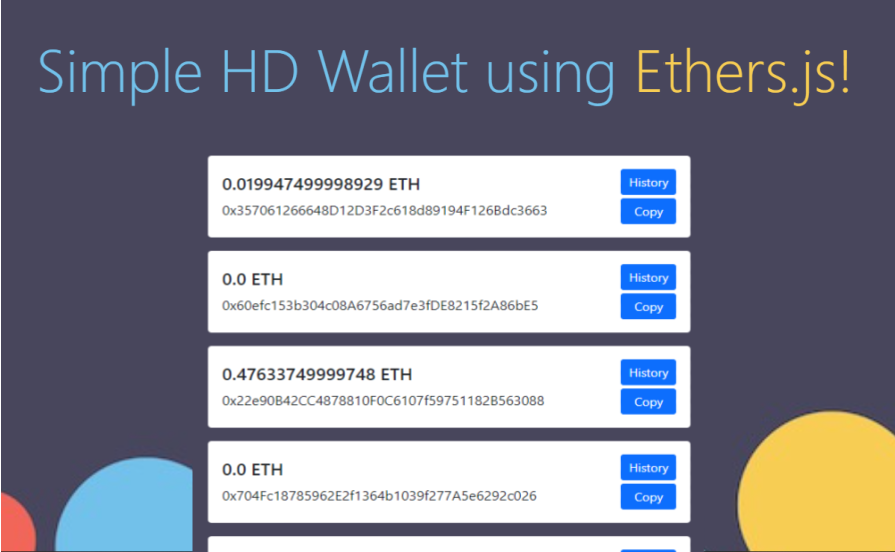 Simple HD Wallet using Ethers.js!
0.019947499998929 ETH
History
0x357061266648D12D3F2c618d89194F126Bdc3663
Copy
0.0 ETH
History
0x60efc153b304c08A6756ad7e3fDE8215f2A86bE5
Copy
0.47633749999748 ETH
History
0x22e90B42CC4878810F0C6107f59751182B563088
Copy
0.0 ETH
History
0x704Fc18785962E2f1364b1039f277A5e6292c026
Copy